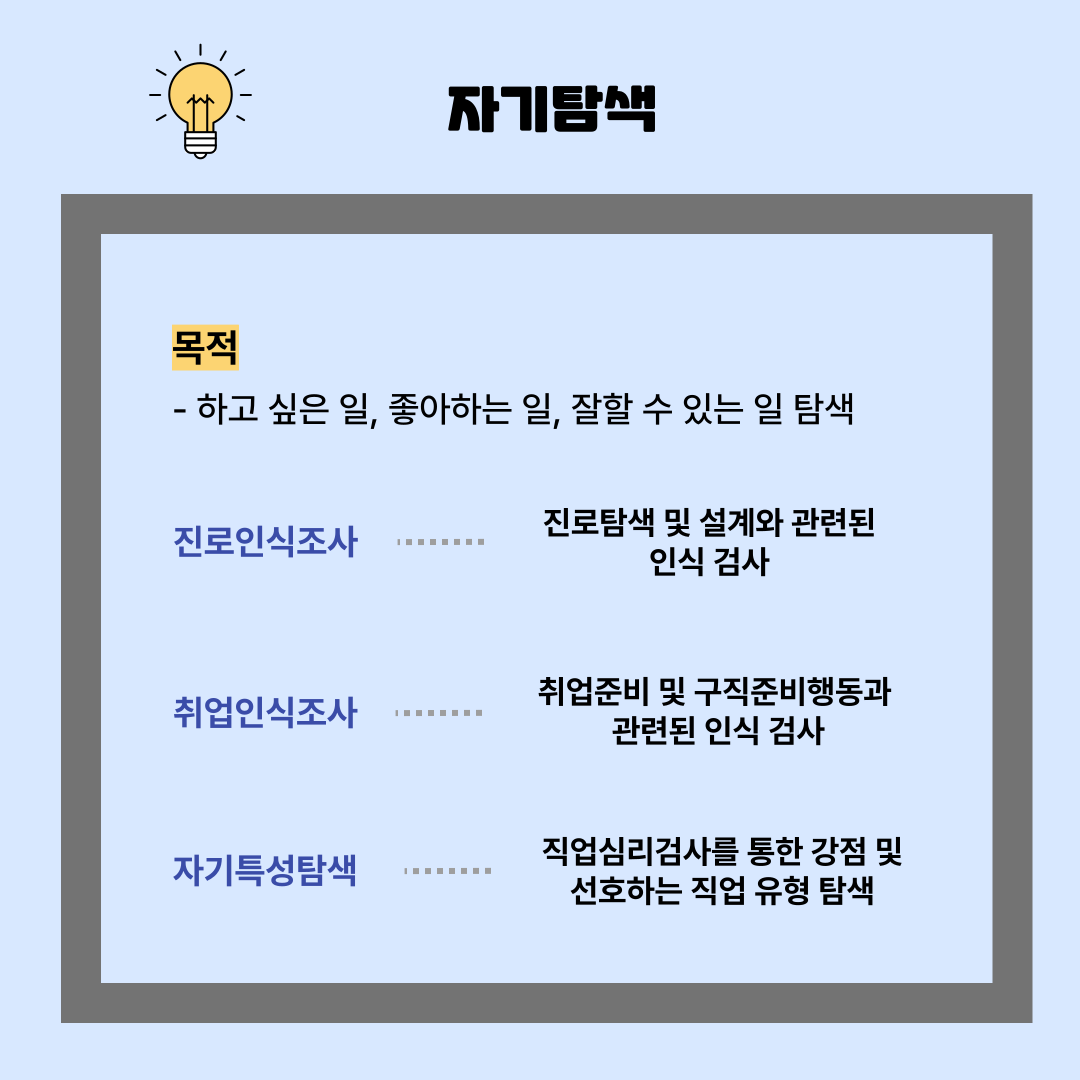 자기탐색
목적
- 하고 싶은 일, 좋아하는 일, 잘할 수 있는 일 탐색
진로인식조사
진로탐색 및 설계와 관련된
인식 검사
취업인식조사
취업준비 및 구직준비행동과
관련된 인식 검사
자기특성탐색
직업심리검사를 통한 강점 및
선호하는 직업 유형 탐색